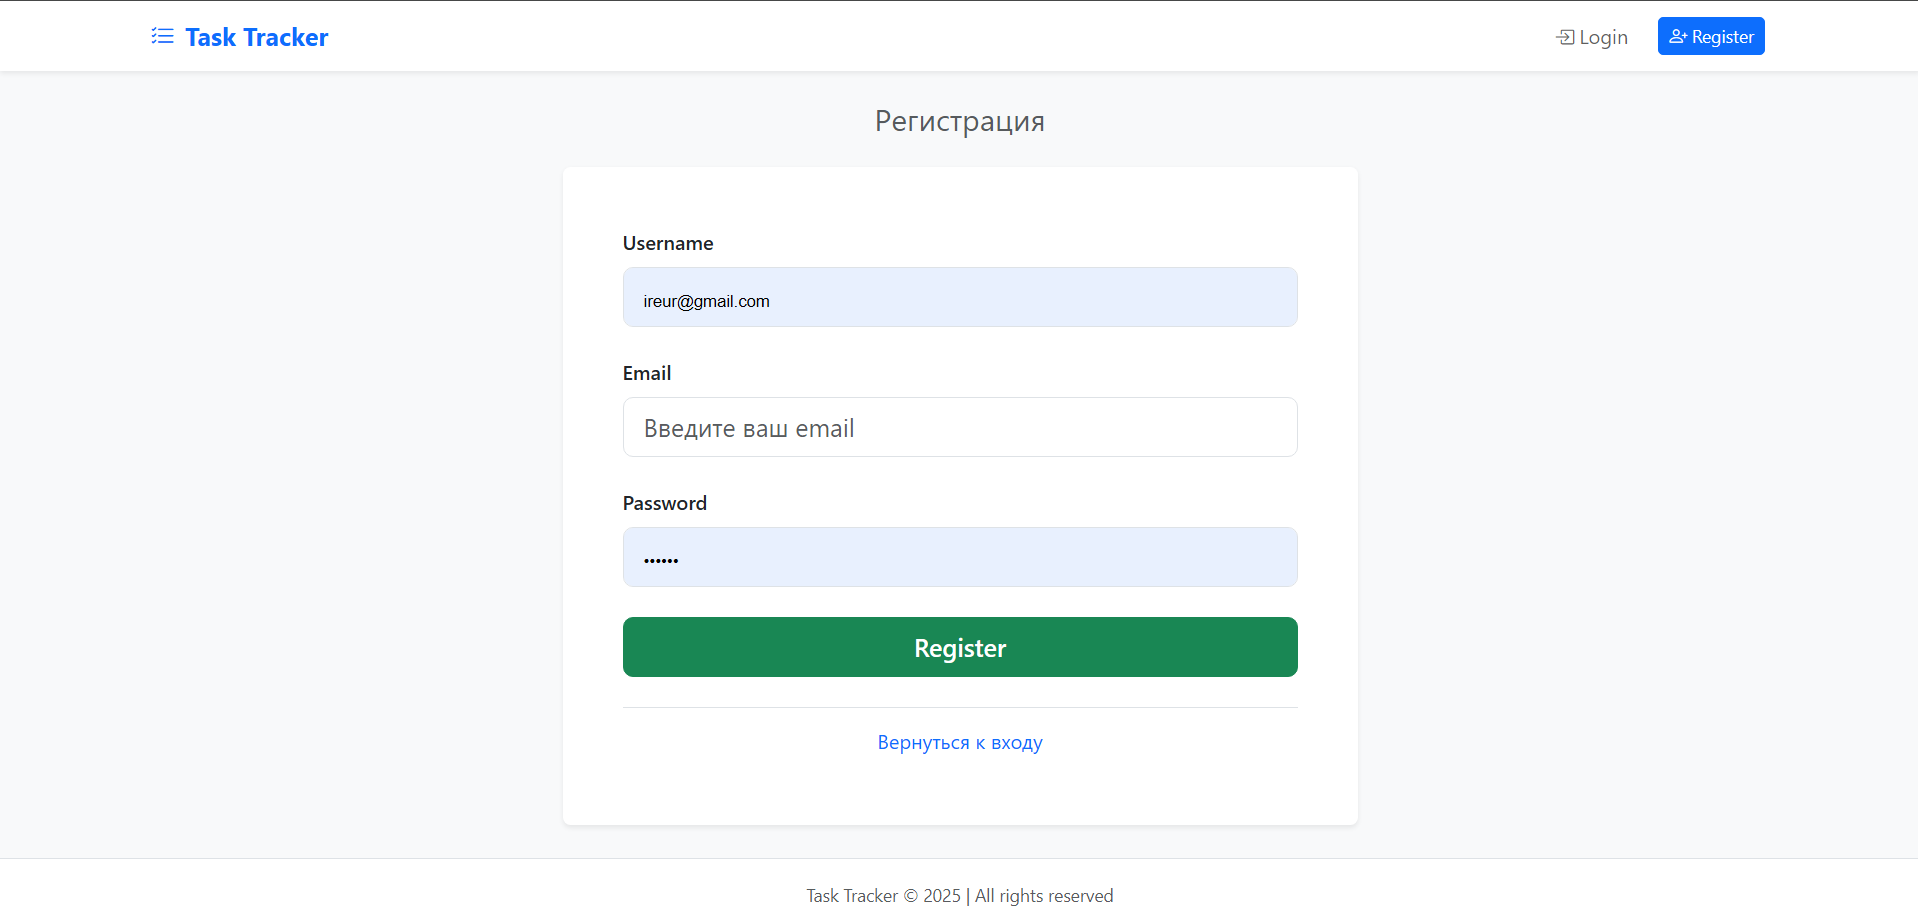 Task Tracker
Login
Register
Регистрация
Username
ireur@gmail.com
Email
Введите ваш email
Password
••••••
Register
Вернуться к входу
Task Tracker © 2025 | All rights reserved